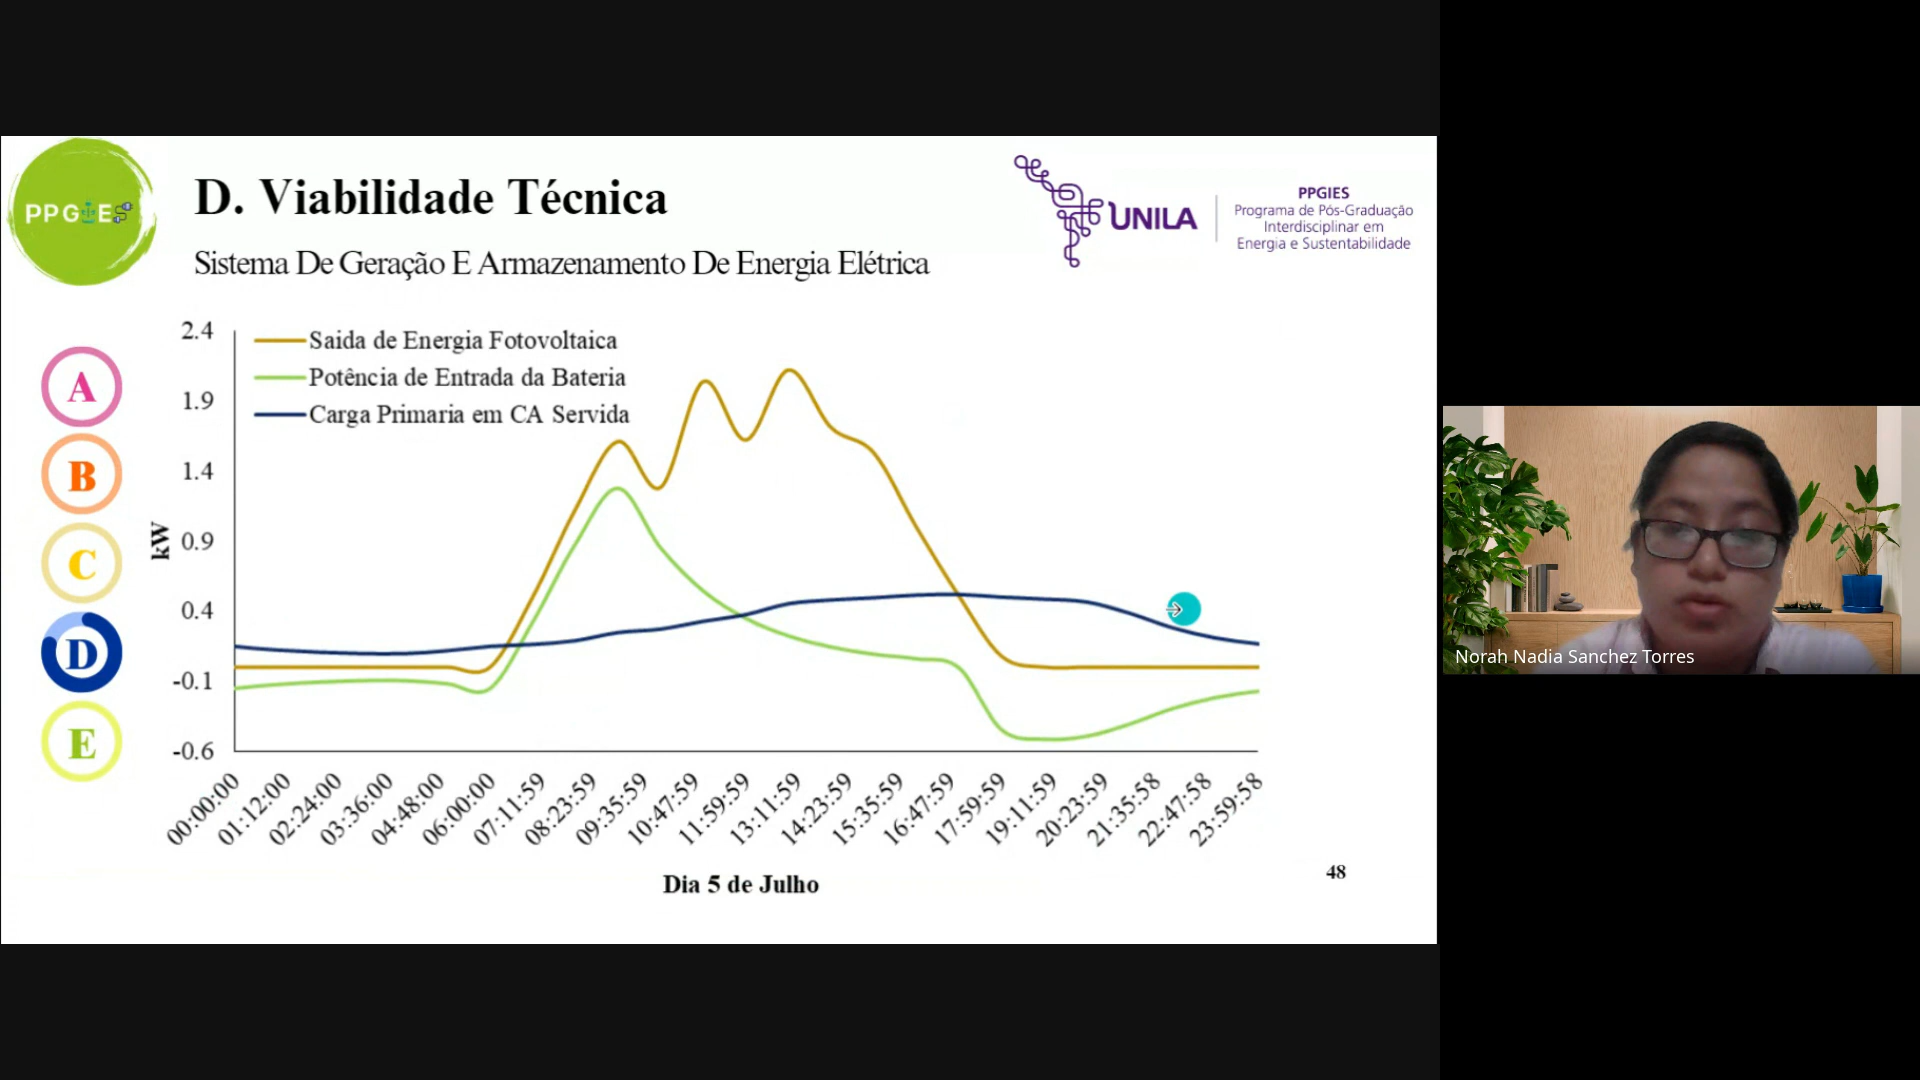 PPGIES
D. Viabilidade Técnica
Sistema De Geração E Armazenamento De Energia Elétrica
UNILA
PPGIES
Programa de Pós-Graduação
Interdisciplinar em
Energia e Sustentabilidade
A
B
C
D
E
Saida de Energia Fotovoltaica
Potência de Entrada da Bateria
Carga Primaria em CA Servida
kW
2.4
1.9
1.4
0.9
0.4
-0.1
-0.6
00:00:00
01:12:00
02:24:00
03:36:00
04:48:00
06:00:00
07:11:59
08:23:59
09:35:59
10:47:59
11:59:59
13:11:59
14:23:59
15:35:59
16:47:59
17:59:59
19:11:59
20:23:59
21:35:58
22:47:58
23:59:58
Dia 5 de Julho
48
Norah Nadia Sanchez Torres